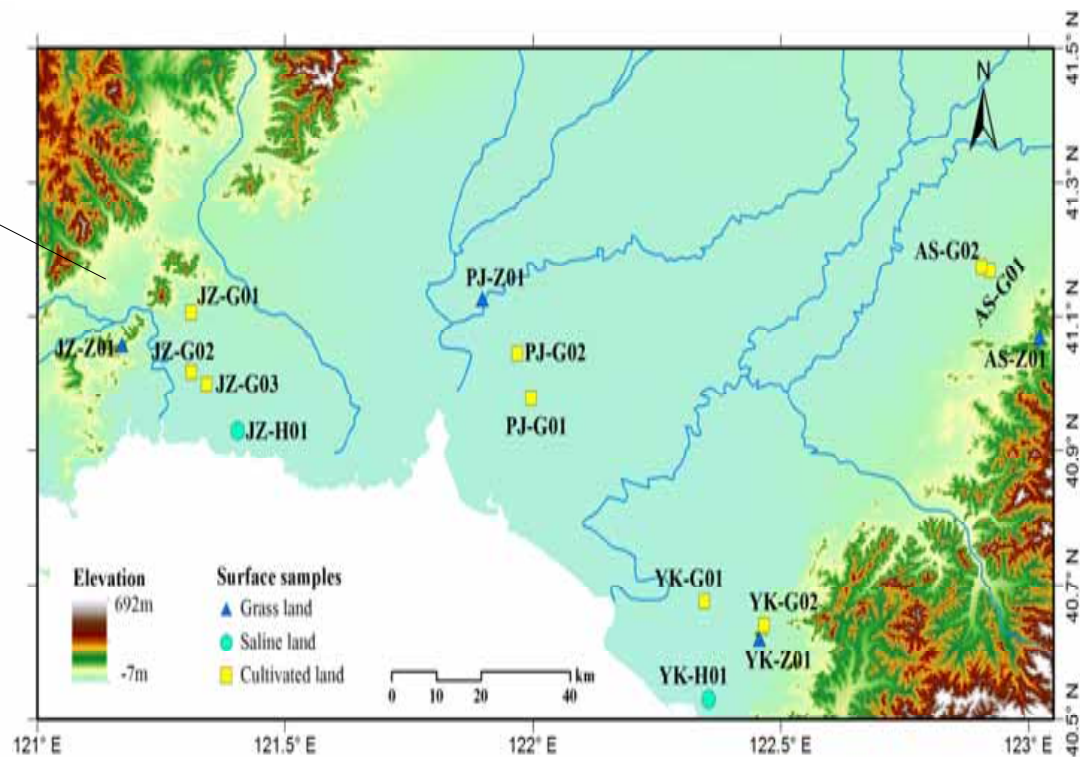 41.5° N
N
41.3° N
AS-G02
AS-G01
PJ-Z01
JZ-G01
41.1° N
JZ-Z01
JZ-G02
PJ-G02
AS-Z01
JZ-G03
PJ-G01
JZ-H01
40.9° N
Elevation
692m
-7m
Surface samples
Grass land
Saline land
Cultivated land
km
0 10 20 40
YK-G01
40.7° N
YK-G02
YK-Z01
YK-H01
40.5° N
121° E 121.5° E 122° E 122.5° E 123° E